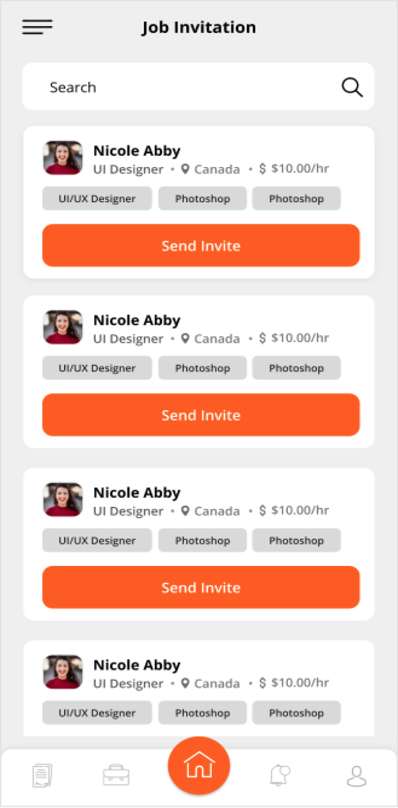 Job Invitation
Search
Nicole Abby
UI Designer • Canada • $ $10.00/hr
UI/UX Designer Photoshop Photoshop
Send Invite
Nicole Abby
UI Designer • Canada • $ $10.00/hr
UI/UX Designer Photoshop Photoshop
Send Invite
Nicole Abby
UI Designer • Canada • $ $10.00/hr
UI/UX Designer Photoshop Photoshop
Send Invite
Nicole Abby
UI Designer • Canada • $ $10.00/hr
UI/UX Designer Photoshop Photoshop